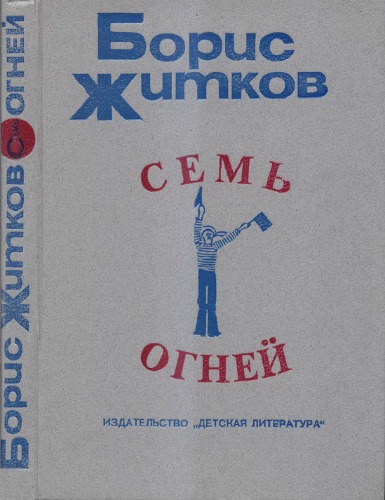 Борис
Житков
СЕМЬ
ОГНЕЙ
ИЗДАТЕЛЬСТВО „ДЕТСКАЯ ЛИТЕРАТУРА“
Борис Житков Семь огней